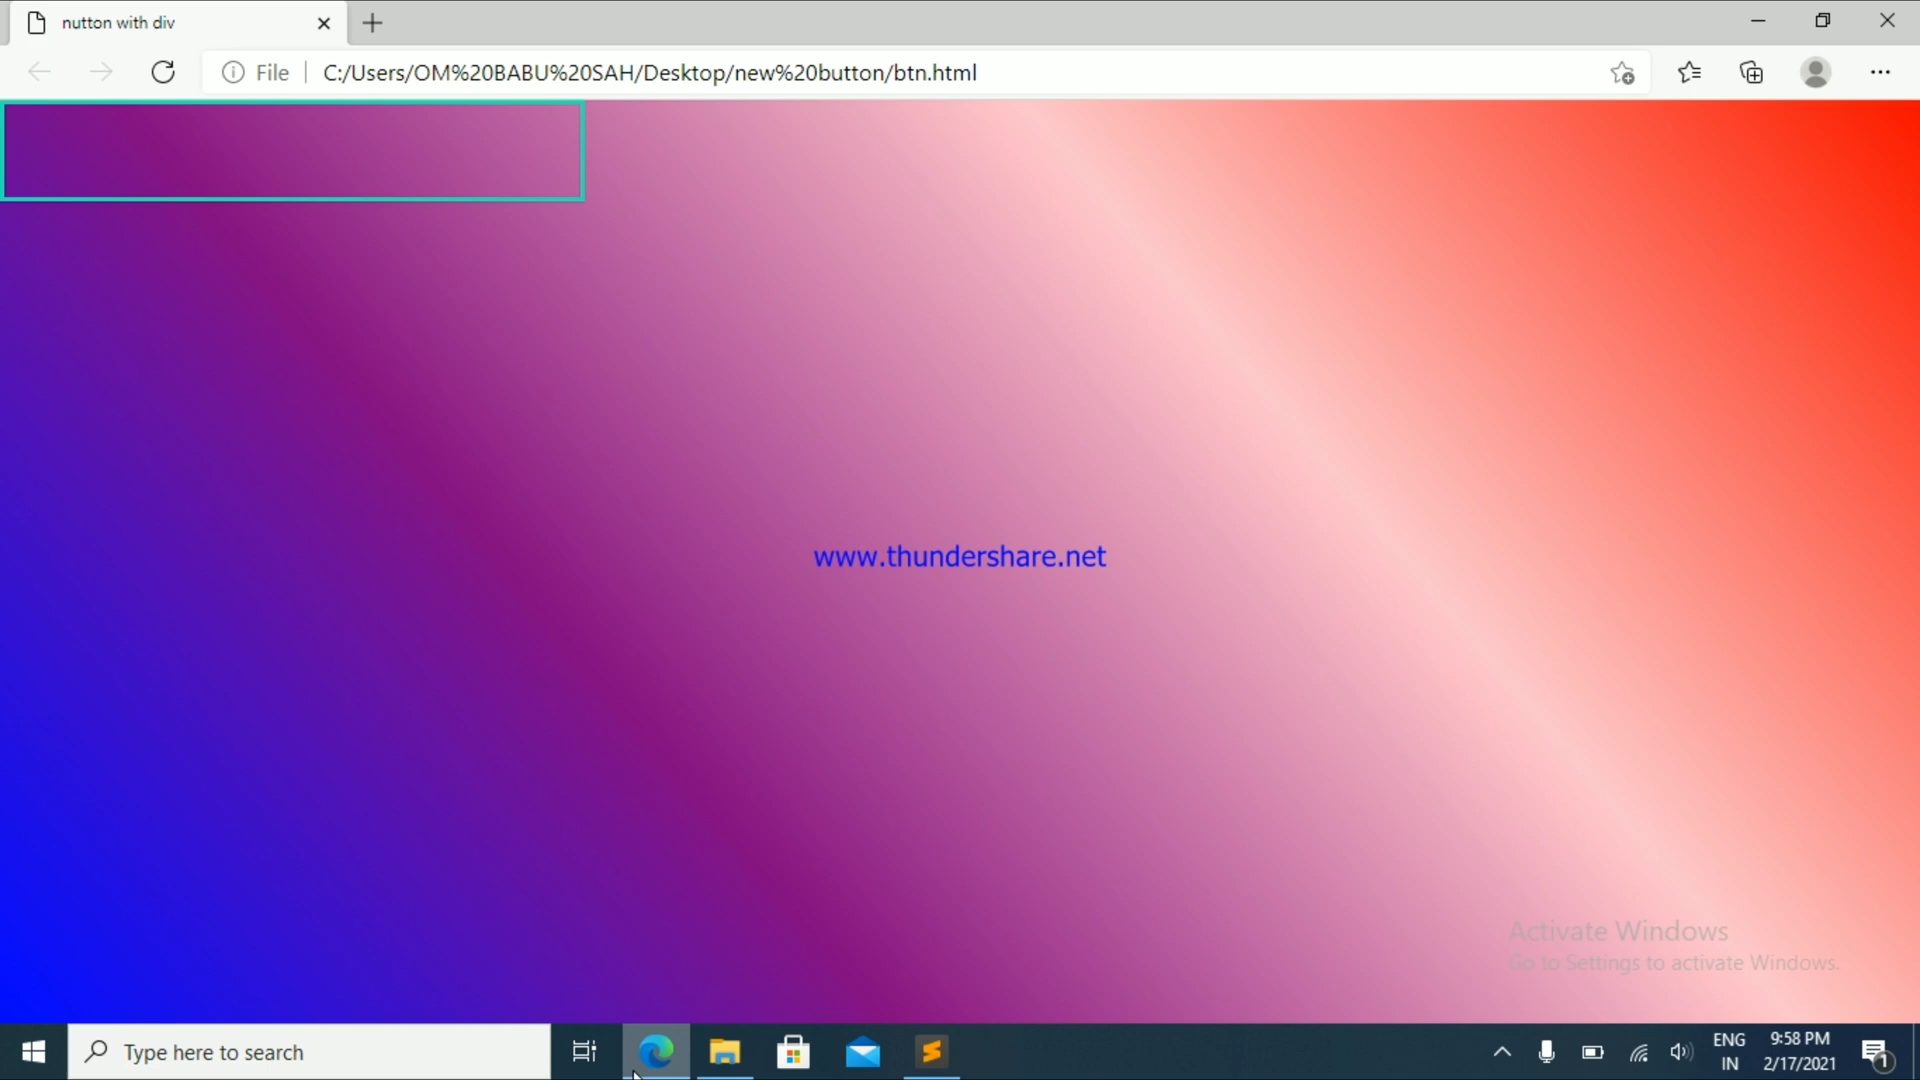 nutton with div
File
C:/Users/OM%20BABU%20SAH/Desktop/new%20button/btn.html
www.thundershare.net
Activate Windows
Go to Settings to activate Windows.
Type here to search
ENG
IN
9:58 PM
2/17/2021
1